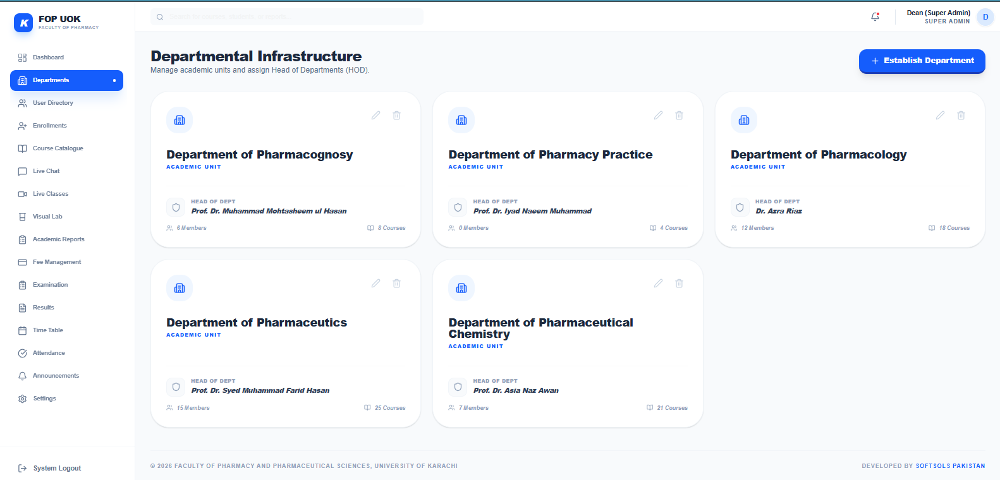 K
FOP UOK
FACULTY OF PHARMACY
Search for courses, students, or reports...
Dean (Super Admin)
SUPER ADMIN
D
Dashboard
Departments
User Directory
Enrollments
Course Catalogue
Live Chat
Live Classes
Visual Lab
Academic Reports
Fee Management
Examination
Results
Time Table
Attendance
Announcements
Settings
System Logout
Departmental Infrastructure
Manage academic units and assign Head of Departments (HOD).
+ Establish Department
Department of Pharmacognosy
ACADEMIC UNIT
HEAD OF DEPT
Prof. Dr. Muhammad Mohtasheem ul Hasan
6 Members
8 Courses
Department of Pharmacy Practice
ACADEMIC UNIT
HEAD OF DEPT
Prof. Dr. Iyad Naeem Muhammad
0 Members
4 Courses
Department of Pharmacology
ACADEMIC UNIT
HEAD OF DEPT
Dr. Azra Riaz
12 Members
18 Courses
Department of Pharmaceutics
ACADEMIC UNIT
HEAD OF DEPT
Prof. Dr. Syed Muhammad Farid Hasan
15 Members
25 Courses
Department of Pharmaceutical
Chemistry
ACADEMIC UNIT
HEAD OF DEPT
Prof. Dr. Asia Naz Awan
7 Members
21 Courses
© 2026 FACULTY OF PHARMACY AND PHARMACEUTICAL SCIENCES, UNIVERSITY OF KARACHI
DEVELOPED BY SOFTSOLS PAKISTAN